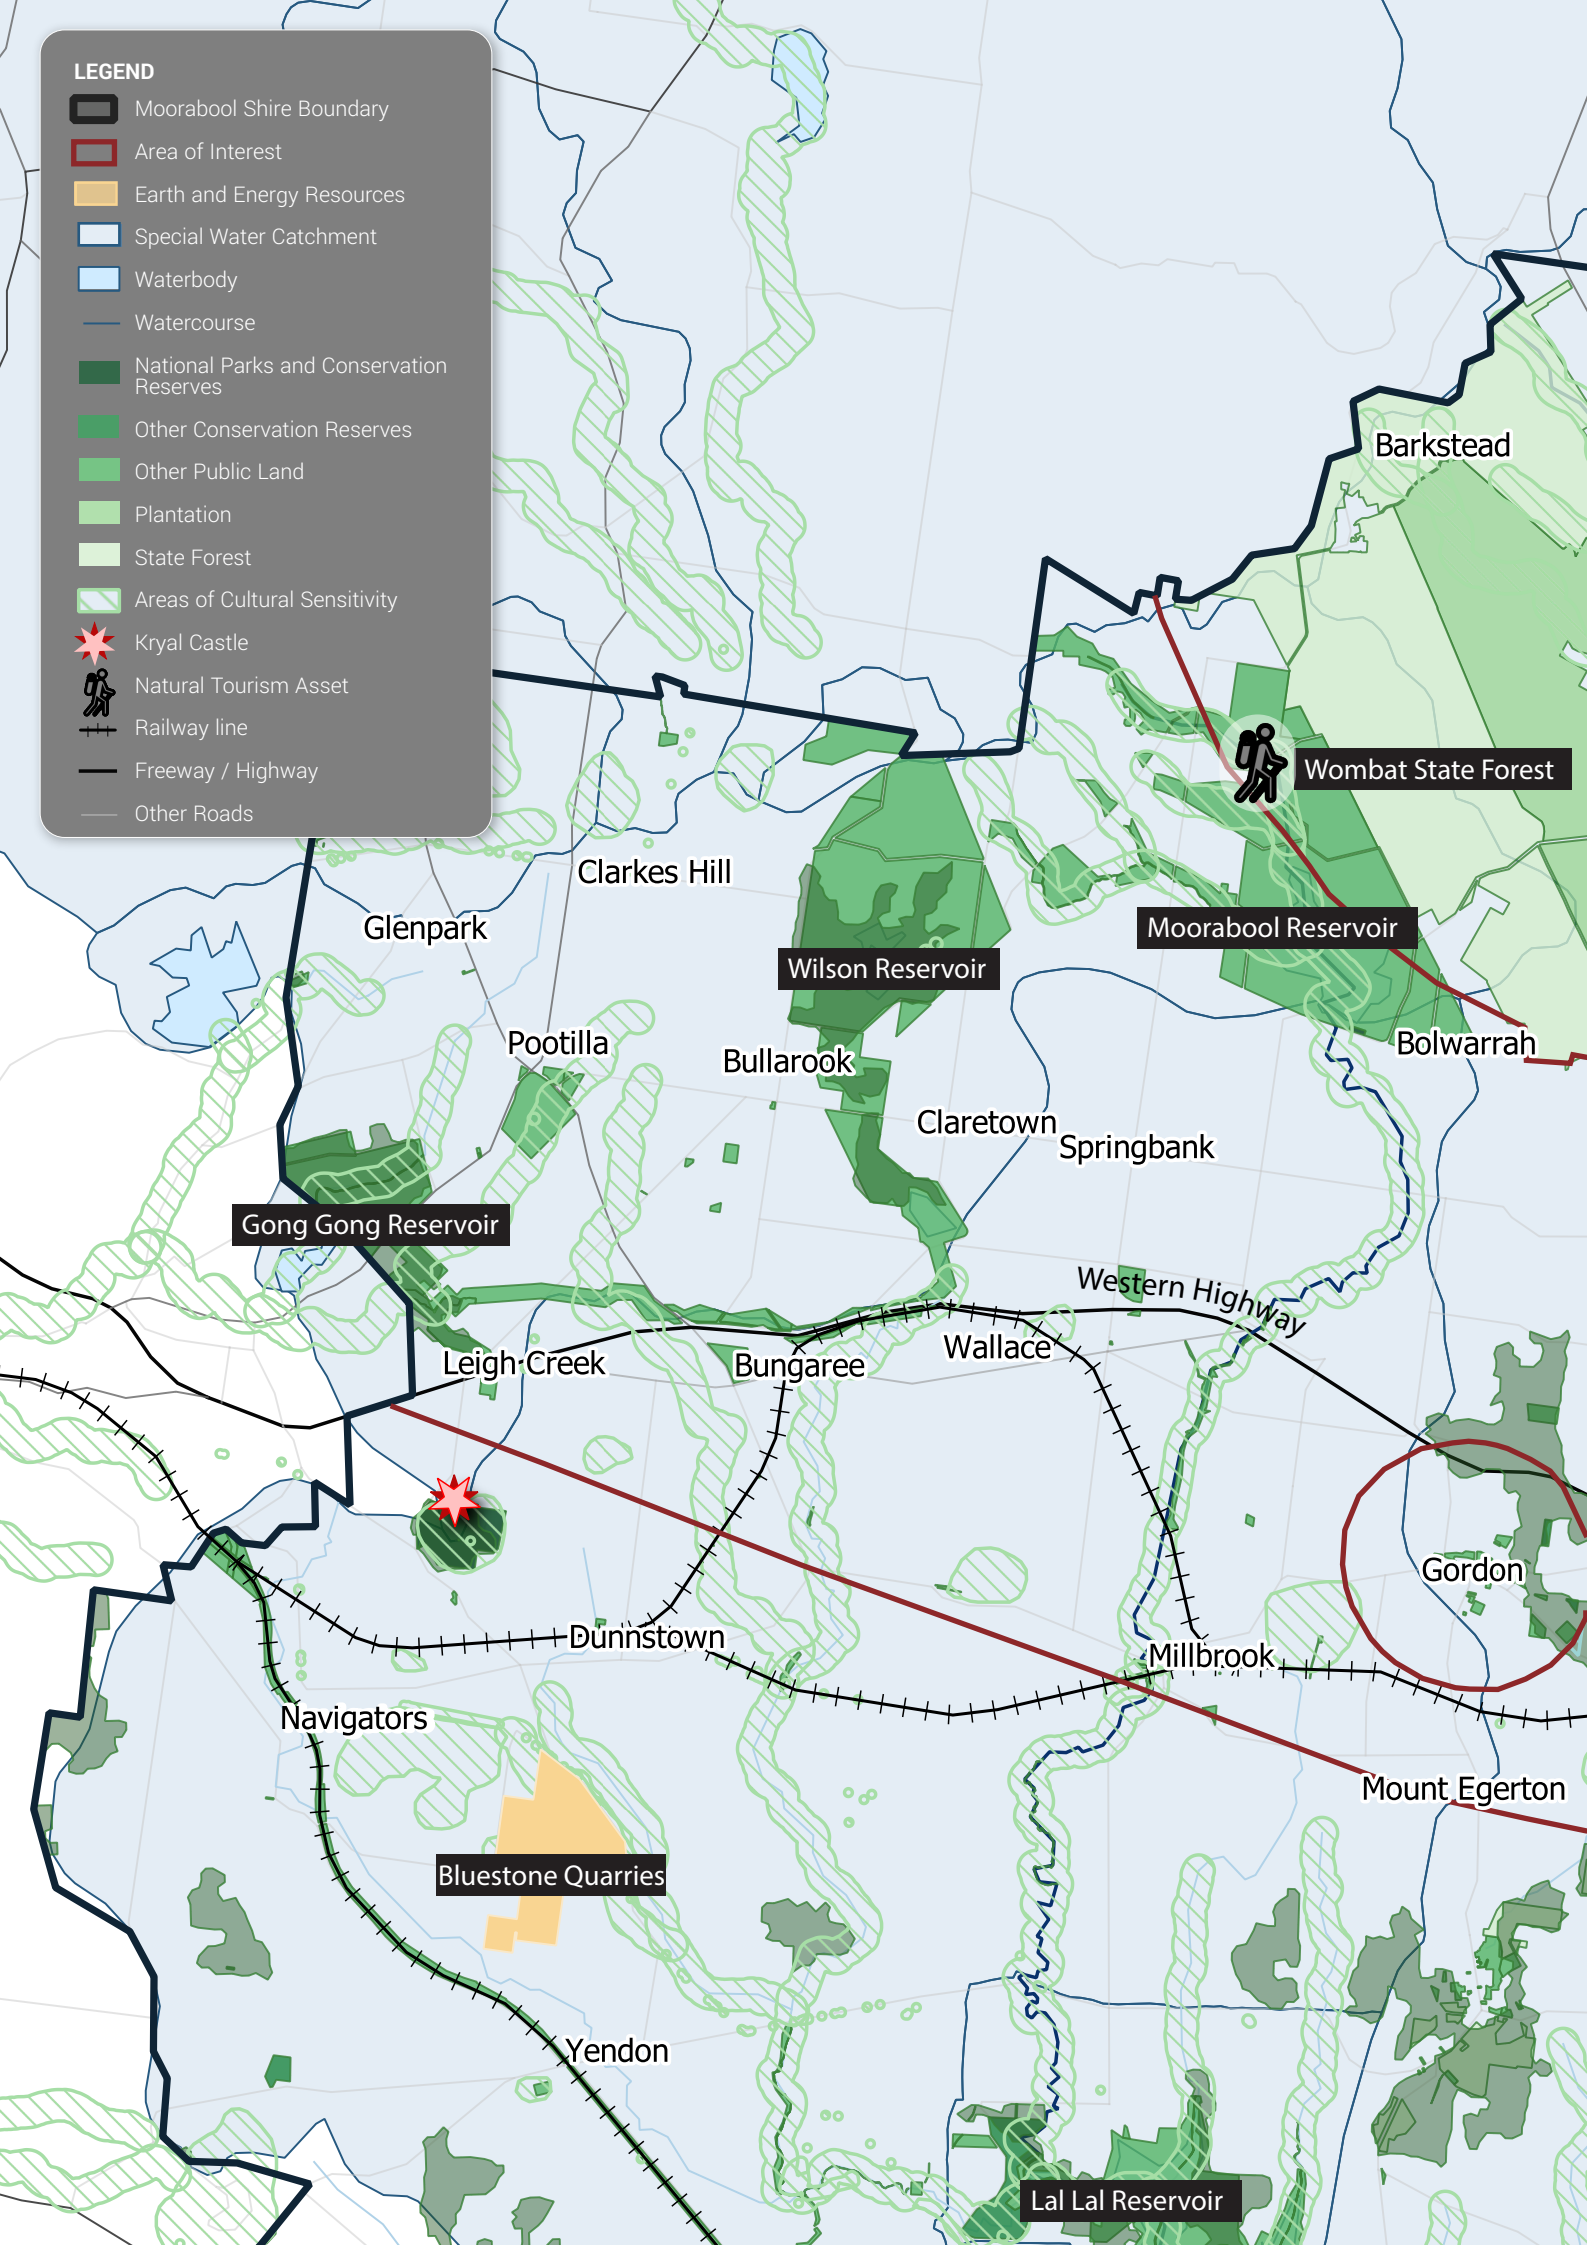 LEGEND
Moorabool Shire Boundary
Area of Interest
Earth and Energy Resources
Special Water Catchment
Waterbody
Watercourse
National Parks and Conservation
Reserves
Other Conservation Reserves
Other Public Land
Plantation
State Forest
Areas of Cultural Sensitivity
Kryal Castle
Natural Tourism Asset
Railway line
Freeway / Highway
Other Roads
Barkstead
Wombat State Forest
Clarkes Hill
Glenpark
Moorabool Reservoir
Wilson Reservoir
Pootilla
Bullarook
Bolwarrah
Claretown
Springbank
Gong Gong Reservoir
Western Highway
Leigh Creek
Bungaree
Wallace
Gordon
Dunnstown
Millbrook
Navigators
Mount Egerton
Bluestone Quarries
Yendon
Lal Lal Reservoir